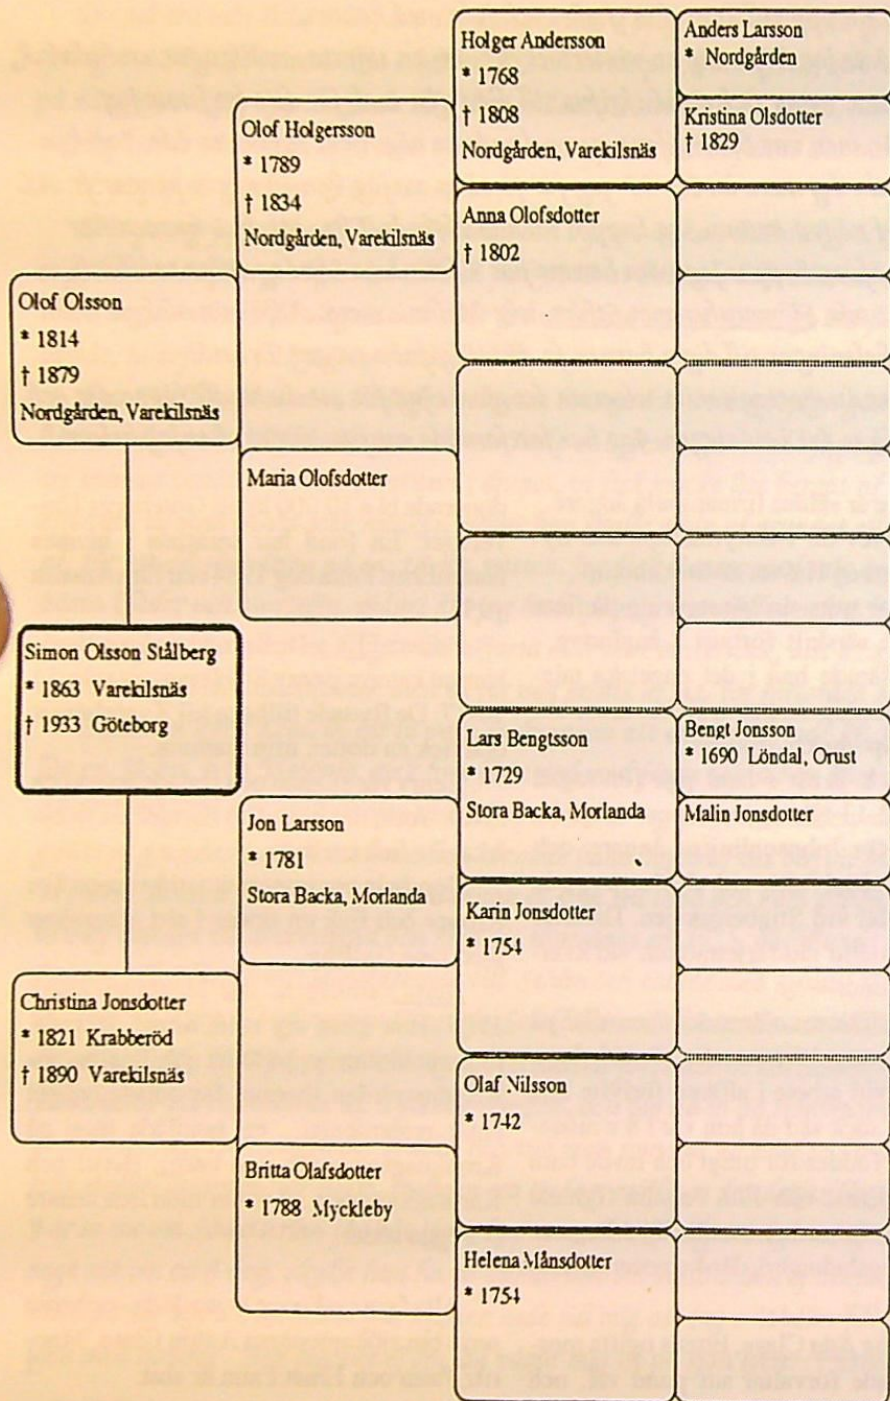 Holger Andersson
* 1768
† 1808
Nordgården, Varekilsnäs
Anders Larsson
* Nordgården
Kristina Olsdotter
† 1829
Olof Holgersson
* 1789
† 1834
Nordgården, Varekilsnäs
Anna Olofsdotter
† 1802
Olof Olsson
* 1814
† 1879
Nordgården, Varekilsnäs
Maria Olofsdotter
Simon Olsson Stålberg
* 1863 Varekilsnäs
† 1933 Göteborg
Lars Bengtsson
* 1729
Stora Backa, Morlanda
Bengt Jonsson
* 1690 Löndal, Orust
Malin Jonsdotter
Jon Larsson
* 1781
Stora Backa, Morlanda
Karin Jonsdotter
* 1754
Christina Jonsdotter
* 1821 Krabberöd
† 1890 Varekilsnäs
Olaf Nilsson
* 1742
Britta Olafsdotter
* 1788 Myckleby
Helena Månsdotter
* 1754